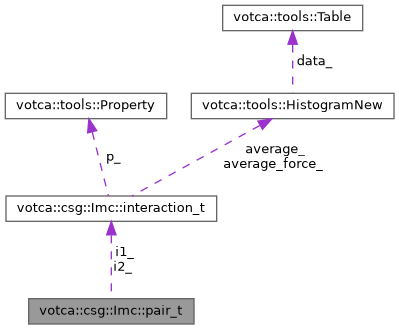 votca::tools::Table
data_
votca::tools::Property
votca::tools::HistogramNew
p_
average_
average_force_
votca::csg::Imc::interaction_t
i1_
i2_
votca::csg::Imc::pair_t